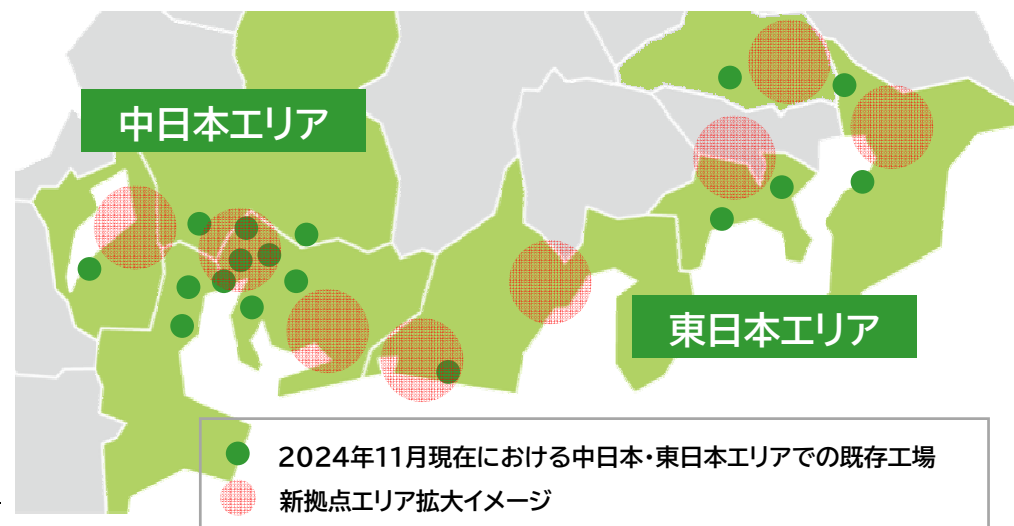 中日本エリア
東日本エリア
2024年11月現在における中日本・東日本エリアでの既存工場
新拠点エリア拡大イメージ